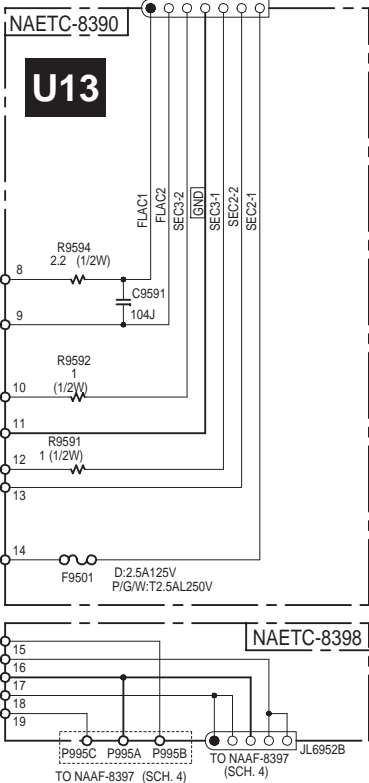 NAETC-8390
U13
FLAC1
FLAC2
SEC3-2
GND
SEC3-1
SEC2-2
SEC2-1
R9594
2.2 (1/2W)
8
C9591
104J
9
R9592
1
(1/2W)
10
11
R9591
1 (1/2W)
12
13
14
F9501
D:2.5A125V
P/G/W:T2.5AL250V
NAETC-8398
15
16
17
18
19
P995C P995A P995B
JL6952B
TO NAAF-8397 (SCH. 4)
TO NAAF-8397
(SCH. 4)